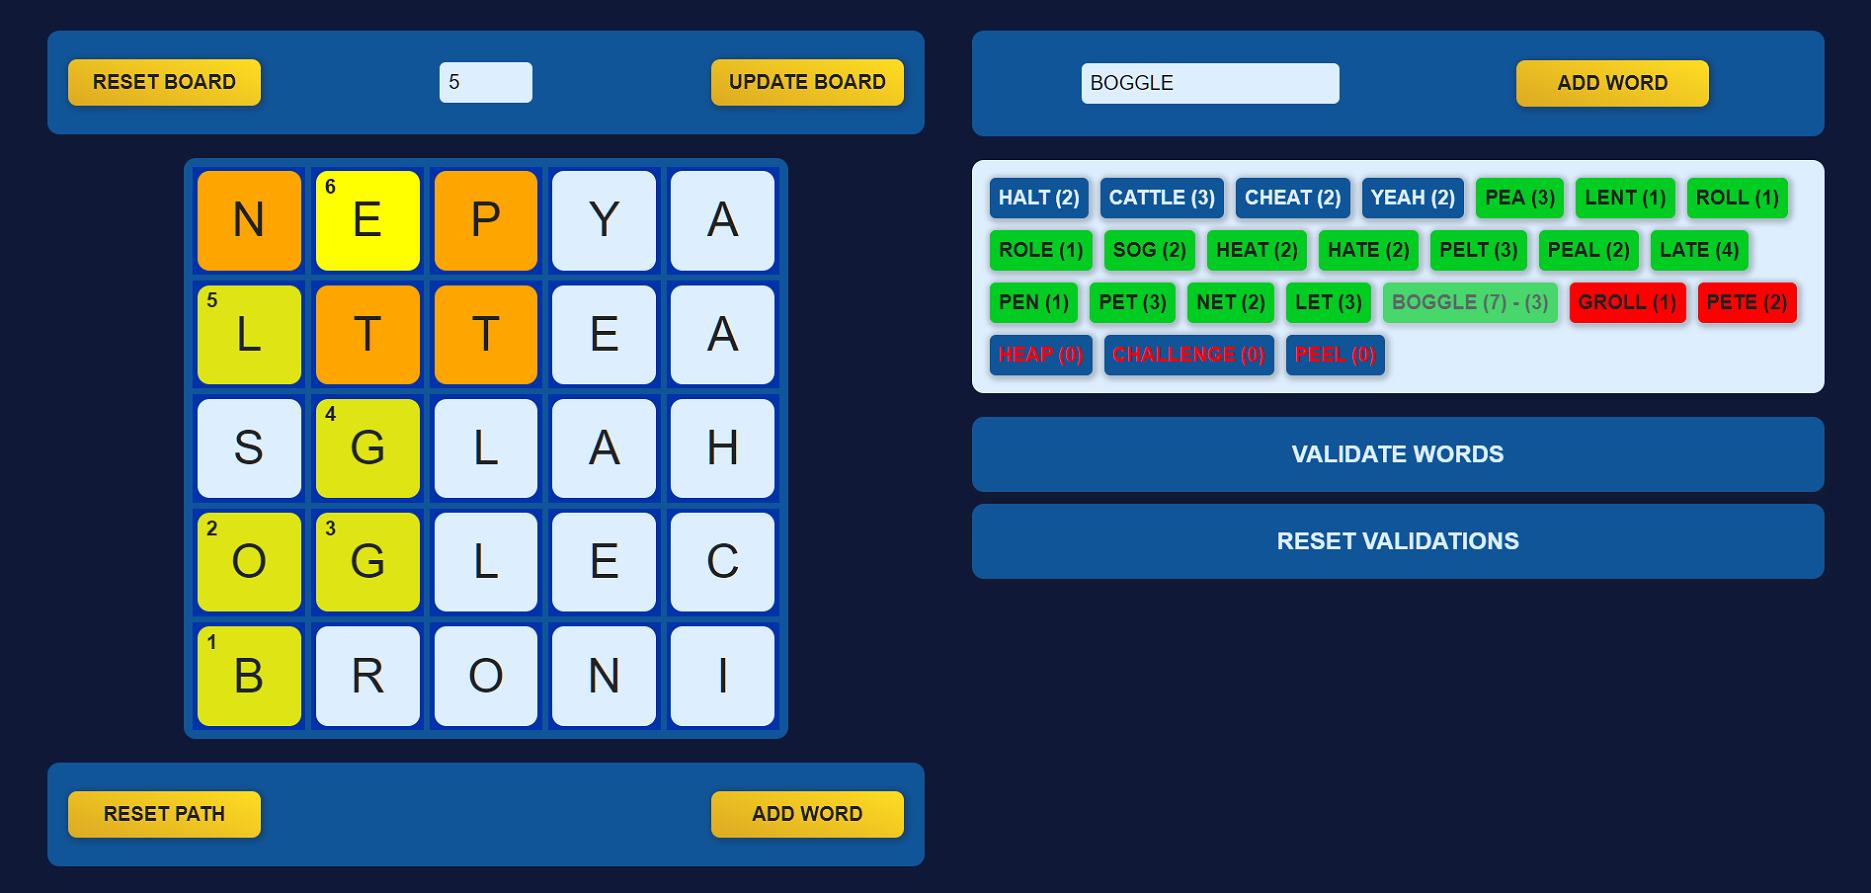 RESET BOARD 5 UPDATE BOARD
BOGGLE ADD WORD
N 6 E P Y A
5 L T T E A
S 4 G L A H
2 O 3 G L E C
1 B R O N I
RESET PATH ADD WORD
HALT (2) CATTLE (3) CHEAT (2) YEAH (2) PEA (3) LENT (1) ROLL (1)
ROLE (1) SOG (2) HEAT (2) HATE (2) PELT (3) PEAL (2) LATE (4)
PEN (1) PET (3) NET (2) LET (3) BOGGLE (7) - (3) GROLL (1) PETE (2)
HEAP (0) CHALLENGE (0) PEEL (0)
VALIDATE WORDS
RESET VALIDATIONS